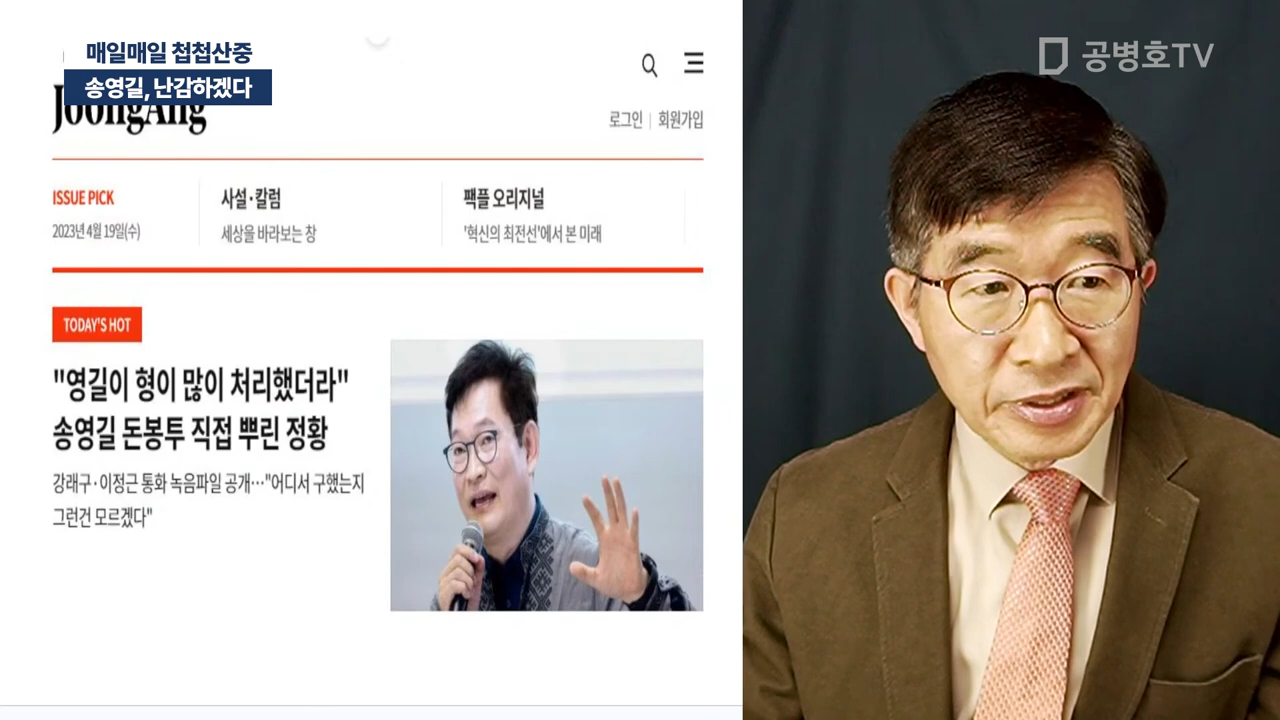 매일매일 첩첩산중
송영길, 난감하겠다
JoongAng
공병호TV
로그인 | 회원가입
ISSUE PICK
2023년 4월 19일(수)
사설·칼럼
세상을 바라보는 창
팩플 오리지널
'혁신의 최전선'에서 본 미래
TODAY'S HOT
"영길이 형이 많이 처리했더라"
송영길 돈봉투 직접 뿌린 정황
강래구·이정근 통화 녹음파일 공개…"어디서 구했는지
그런건 모르겠다"